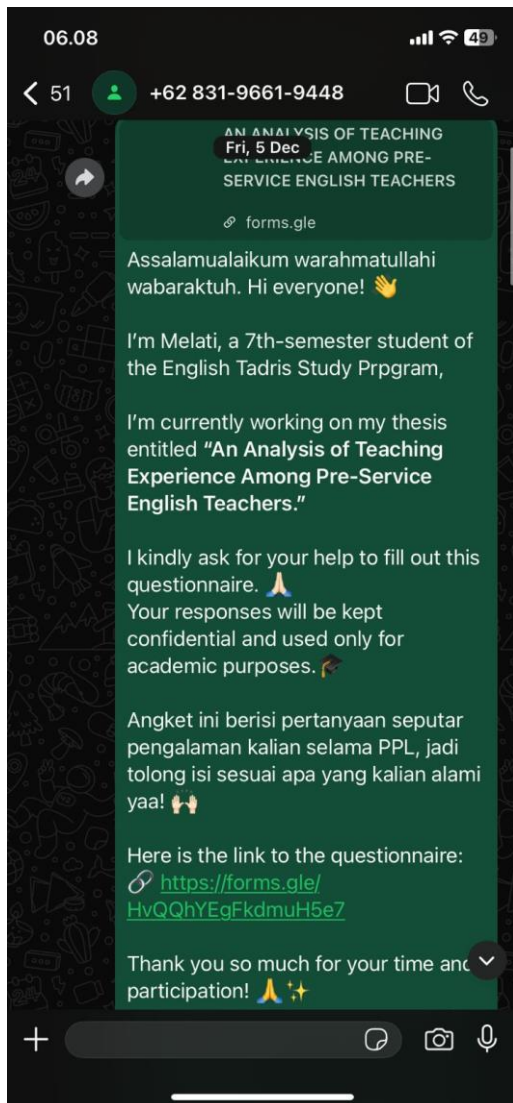 06.08
49
51
+62 831-9661-9448
AN ANALYSIS OF TEACHING
Fri, 5 Dec
EXPERIENCE AMONG PRE-
SERVICE ENGLISH TEACHERS
forms.gle
Assalamualaikum warahmatullahi
wabaraktuh. Hi everyone! 👋
I’m Melati, a 7th-semester student of
the English Tadris Study Prpgram,
I’m currently working on my thesis
entitled “An Analysis of Teaching
Experience Among Pre-Service
English Teachers.”
I kindly ask for your help to fill out this
questionnaire. 🙏🏻
Your responses will be kept
confidential and used only for
academic purposes.🎓
Angket ini berisi pertanyaan seputar
pengalaman kalian selama PPL, jadi
tolong isi sesuai apa yang kalian alami
yaa! 🙌🏻
Here is the link to the questionnaire:
🔗 https://forms.gle/
HvQQhYEgFkdmuH5e7
Thank you so much for your time and
participation! 🙏✨